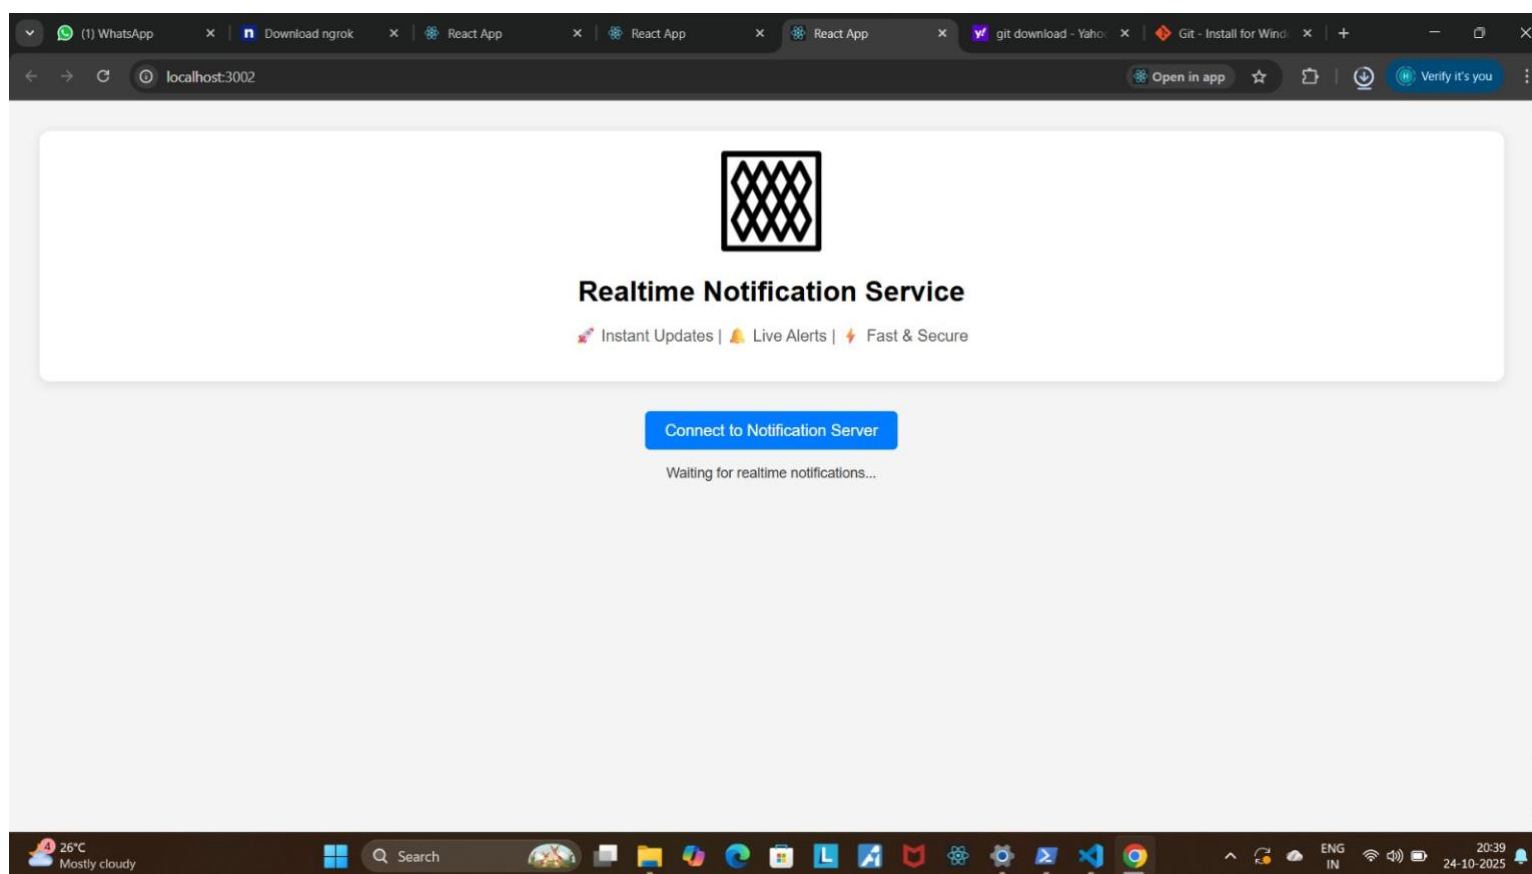 (1) WhatsApp
Download ngrok
React App
React App
React App
git download - Yahoo
Git - Install for Wind
localhost:3002
Open in app
Verify it's you
Realtime Notification Service
🚀 Instant Updates | 🔔 Live Alerts | ⚡ Fast & Secure
Connect to Notification Server
Waiting for realtime notifications...
4
26°C
Mostly cloudy
Search
ENG
IN
20:39
24-10-2025